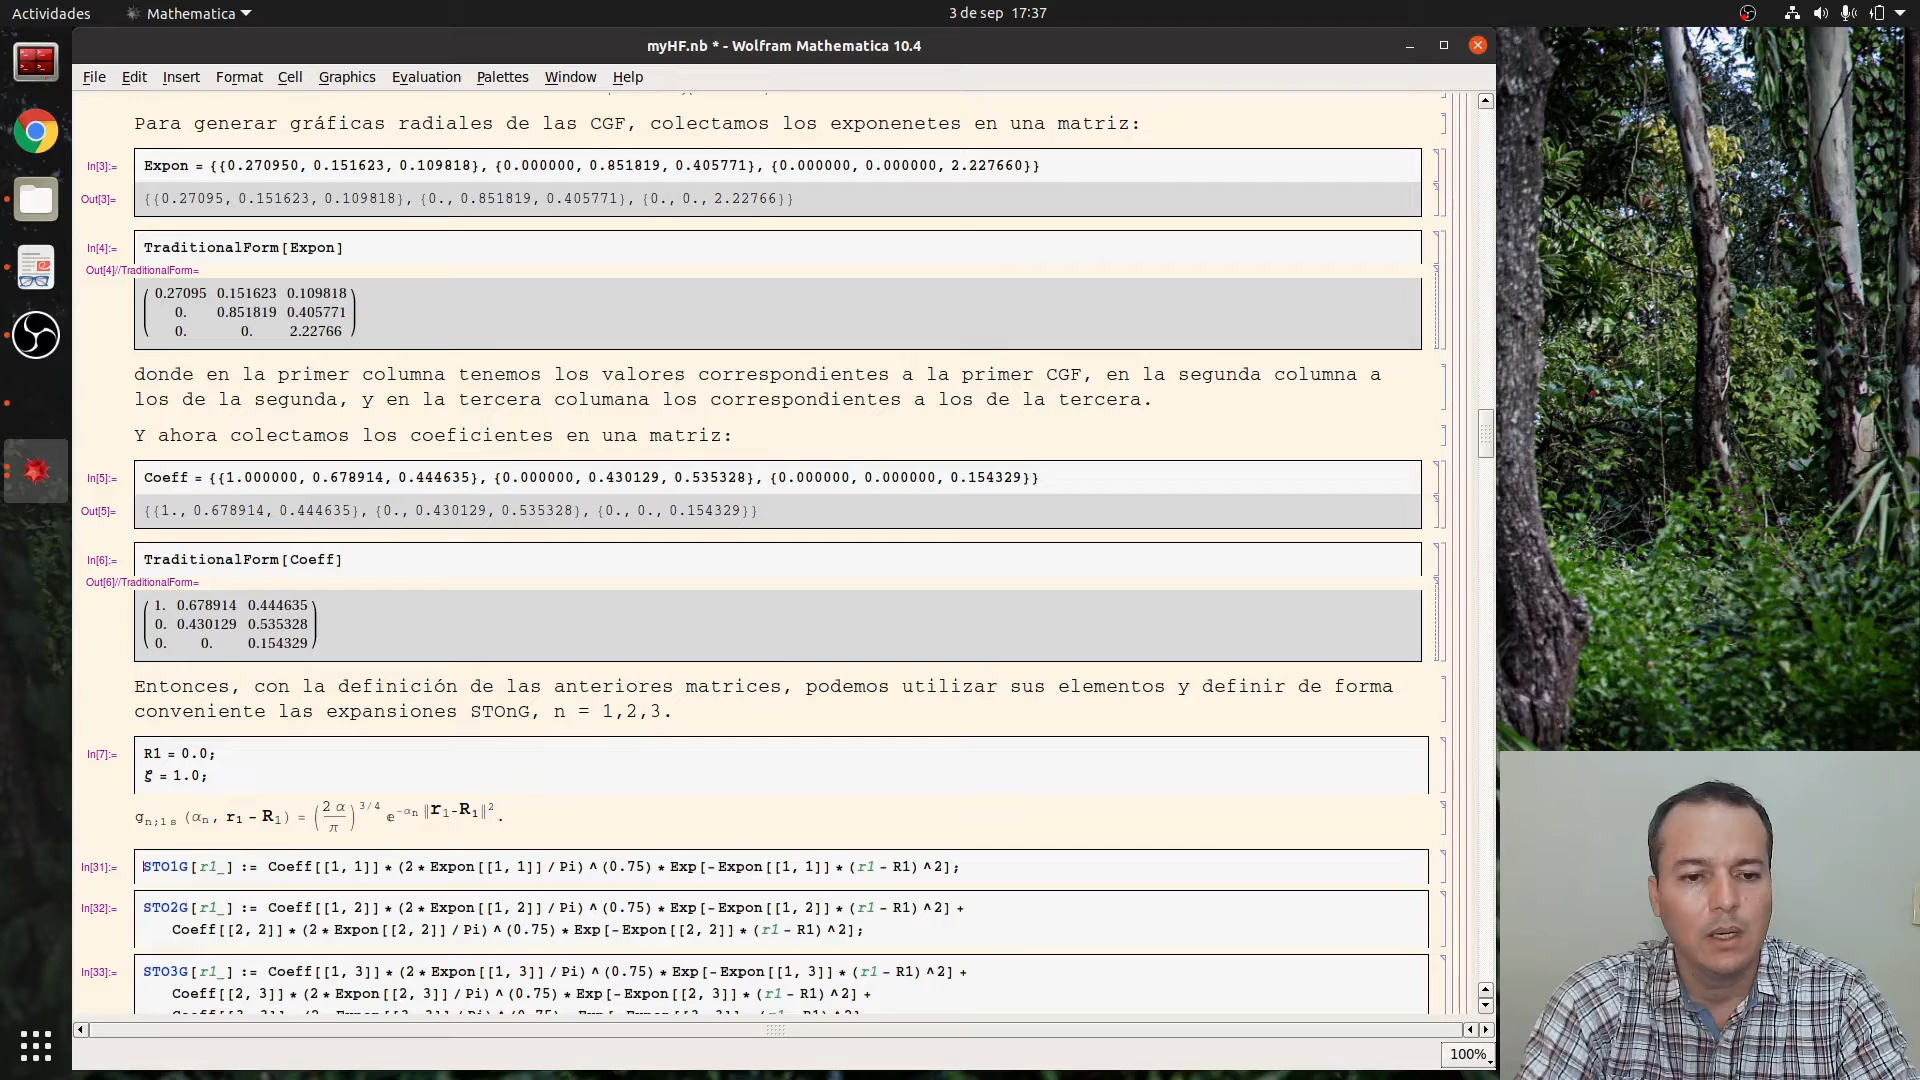 Actividades
Mathematica
3 de sep 17:37
myHF.nb * - Wolfram Mathematica 10.4
File Edit Insert Format Cell Graphics Evaluation Palettes Window Help
Para generar gráficas radiales de las CGF, colectamos los exponenetes en una matriz:
In[3]:= Expon = {{0.270950, 0.151623, 0.109818}, {0.000000, 0.851819, 0.405771}, {0.000000, 0.000000, 2.227660}}
Out[3]= {{0.27095, 0.151623, 0.109818}, {0., 0.851819, 0.405771}, {0., 0., 2.22766}}
In[4]:= TraditionalForm[Expon]
Out[4]//TraditionalForm=
0.27095 0.151623 0.109818
0. 0.851819 0.405771
0. 0. 2.22766
donde en la primer columna tenemos los valores correspondientes a la primer CGF, en la segunda columna a
los de la segunda, y en la tercera columana los correspondientes a los de la tercera.
Y ahora colectamos los coeficientes en una matriz:
In[5]:= Coeff = {{1.000000, 0.678914, 0.444635}, {0.000000, 0.430129, 0.535328}, {0.000000, 0.000000, 0.154329}}
Out[5]= {{1., 0.678914, 0.444635}, {0., 0.430129, 0.535328}, {0., 0., 0.154329}}
In[6]:= TraditionalForm[Coeff]
Out[6]//TraditionalForm=
1. 0.678914 0.444635
0. 0.430129 0.535328
0. 0. 0.154329
Entonces, con la definición de las anteriores matrices, podemos utilizar sus elementos y definir de forma
conveniente las expansiones STOnG, n = 1,2,3.
In[7]:= R1 = 0.0;
ζ = 1.0;
g_{n;1s} (α_n, r_1 - R_1) = (2 α / π)^{3/4} e^{-α_n ‖r_1-R_1‖^2}.
In[31]:= STO1G[r1_] := Coeff[[1, 1]] * (2 * Expon[[1, 1]] / Pi) ^ (0.75) * Exp[-Expon[[1, 1]] * (r1 - R1) ^2];
In[32]:= STO2G[r1_] := Coeff[[1, 2]] * (2 * Expon[[1, 2]] / Pi) ^ (0.75) * Exp[-Expon[[1, 2]] * (r1 - R1) ^2] +
Coeff[[2, 2]] * (2 * Expon[[2, 2]] / Pi) ^ (0.75) * Exp[-Expon[[2, 2]] * (r1 - R1) ^2];
In[33]:= STO3G[r1_] := Coeff[[1, 3]] * (2 * Expon[[1, 3]] / Pi) ^ (0.75) * Exp[-Expon[[1, 3]] * (r1 - R1) ^2] +
Coeff[[2, 3]] * (2 * Expon[[2, 3]] / Pi) ^ (0.75) * Exp[-Expon[[2, 3]] * (r1 - R1) ^2] +
100%